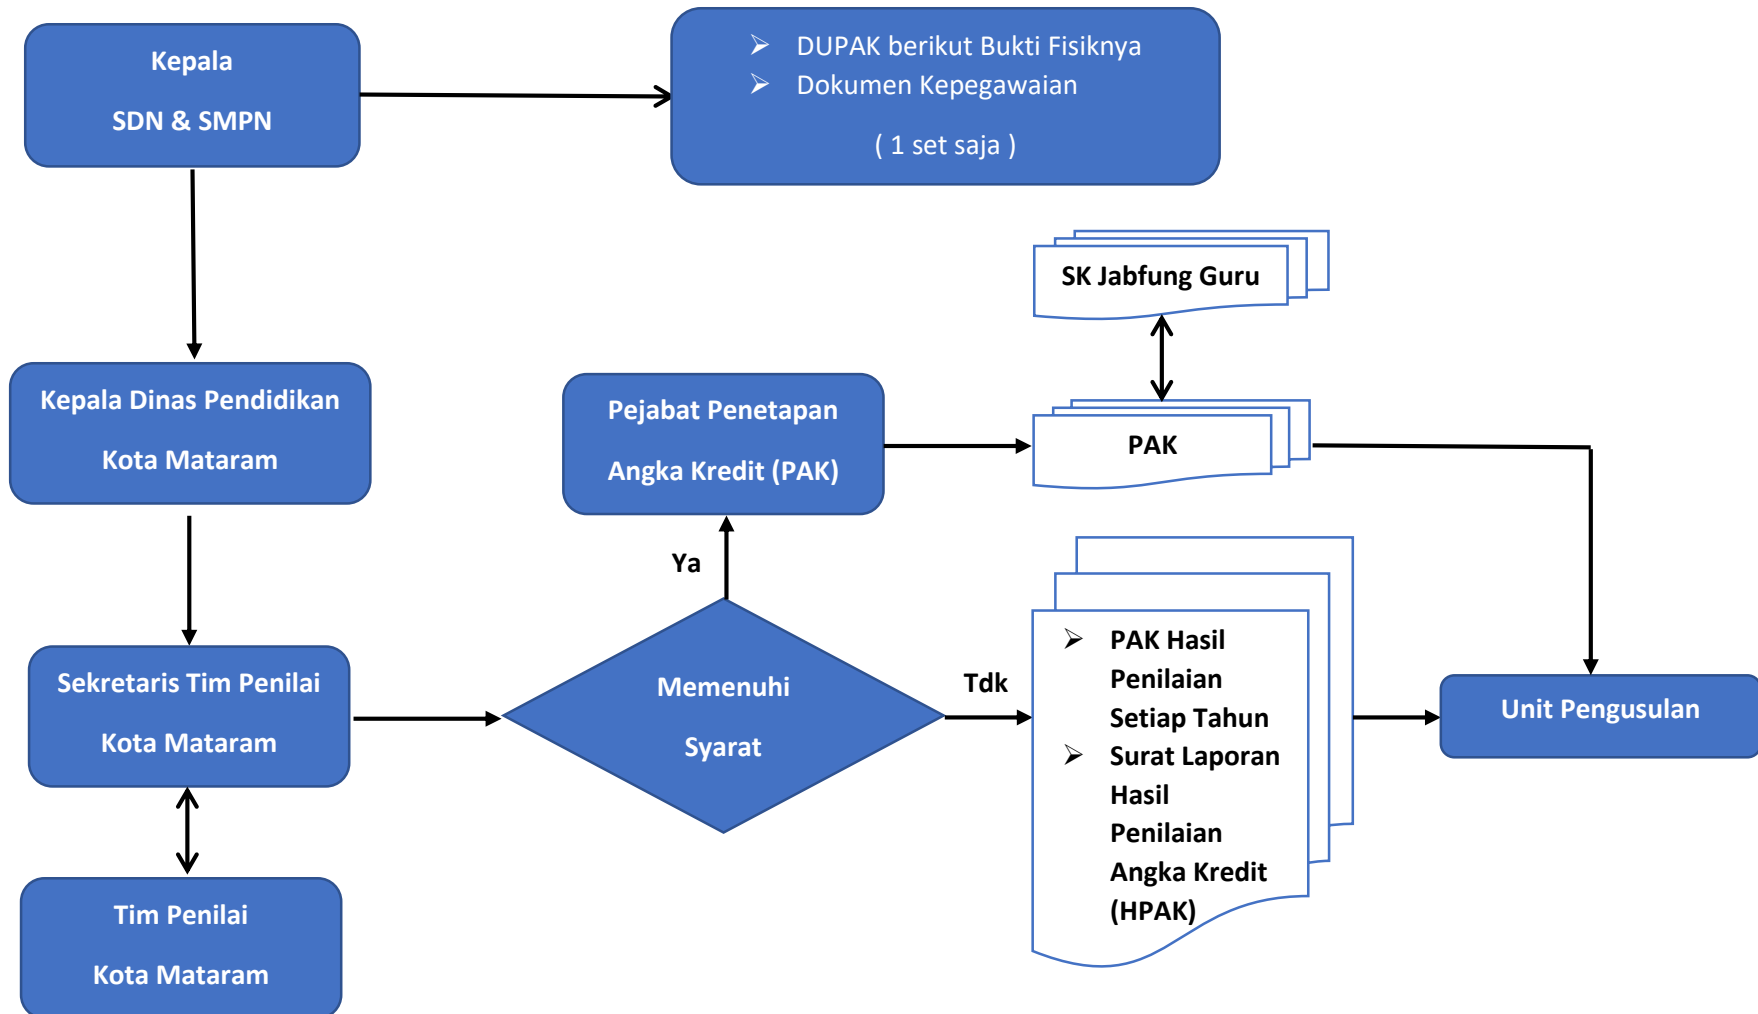 Kepala
SDN & SMPN
➢ DUPAK berikut Bukti Fisiknya
➢ Dokumen Kepegawaian
( 1 set saja )
SK Jabfung Guru
Kepala Dinas Pendidikan
Kota Mataram
Pejabat Penetapan
Angka Kredit (PAK)
PAK
Ya
Sekretaris Tim Penilai
Kota Mataram
Memenuhi
Syarat
Tdk
➢ PAK Hasil
Penilaian
Setiap Tahun
➢ Surat Laporan
Hasil
Penilaian
Angka Kredit
(HPAK)
Unit Pengusulan
Tim Penilai
Kota Mataram